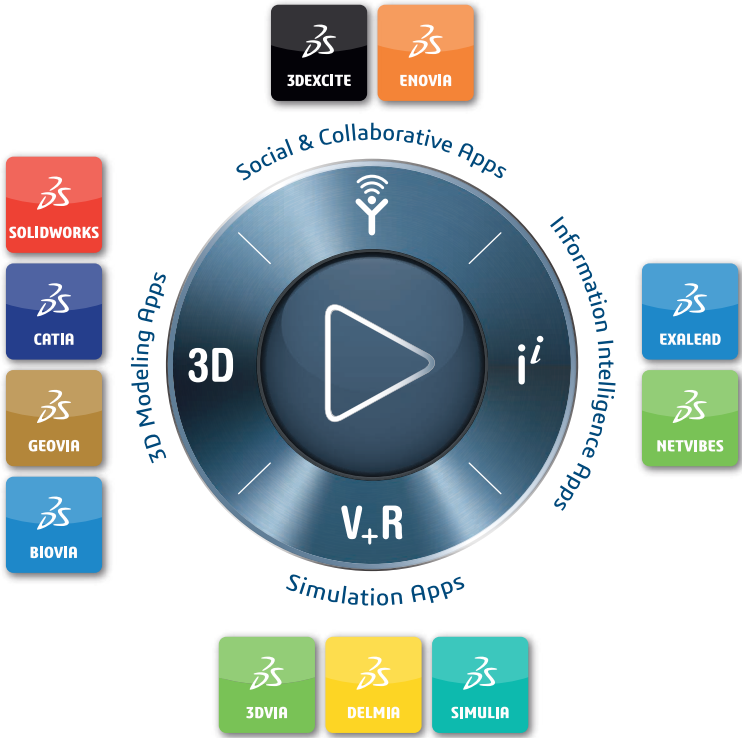 3DEXCITE
ENOVIA
Social & Collaborative Apps
SOLIDWORKS
CATIA
GEOVIA
BIOVIA
3D Modeling Apps
3D
i i
V+R
Information Intelligence Apps
EXALEAD
NETVIBES
Simulation Apps
3DVIA
DELMIA
SIMULIA